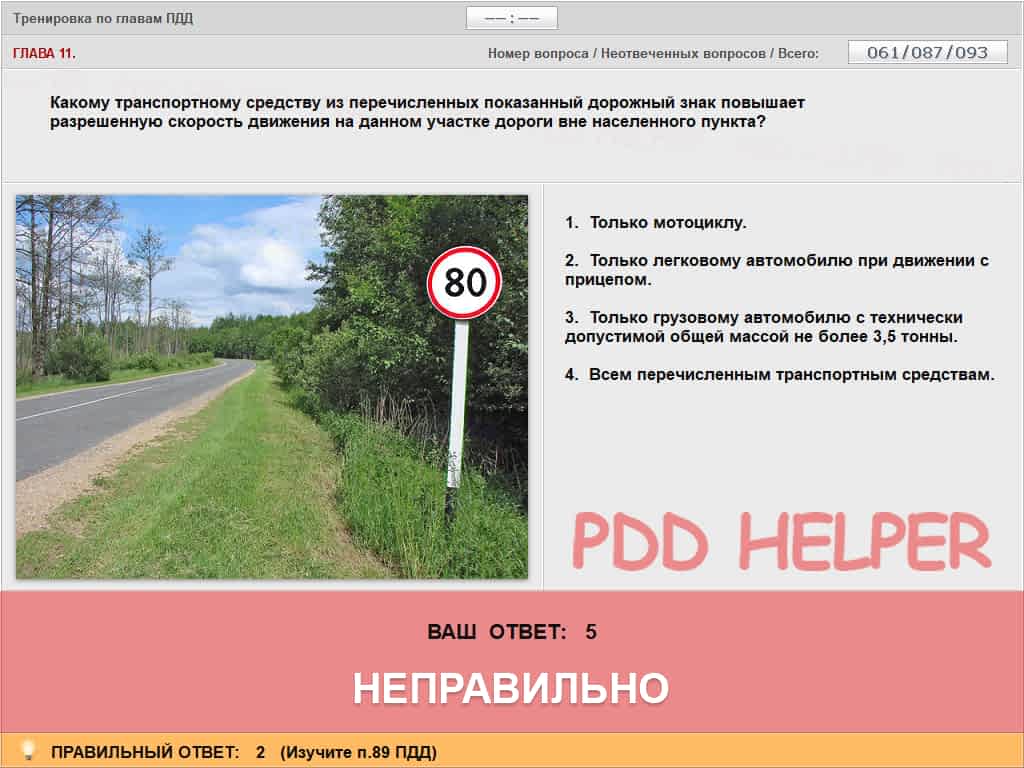 Тренировка по главам ПДД
−− : −−
ГЛАВА 11.
Номер вопроса / Неотвеченных вопросов / Всего:
061/087/093
Какому транспортному средству из перечисленных показанный дорожный знак повышает
разрешенную скорость движения на данном участке дороги вне населенного пункта?
80
1. Только мотоциклу.
2. Только легковому автомобилю при движении с
прицепом.
3. Только грузовому автомобилю с технически
допустимой общей массой не более 3,5 тонны.
4. Всем перечисленным транспортным средствам.
PDD HELPER
ВАШ ОТВЕТ: 5
НЕПРАВИЛЬНО
ПРАВИЛЬНЫЙ ОТВЕТ: 2 (Изучите п.89 ПДД)